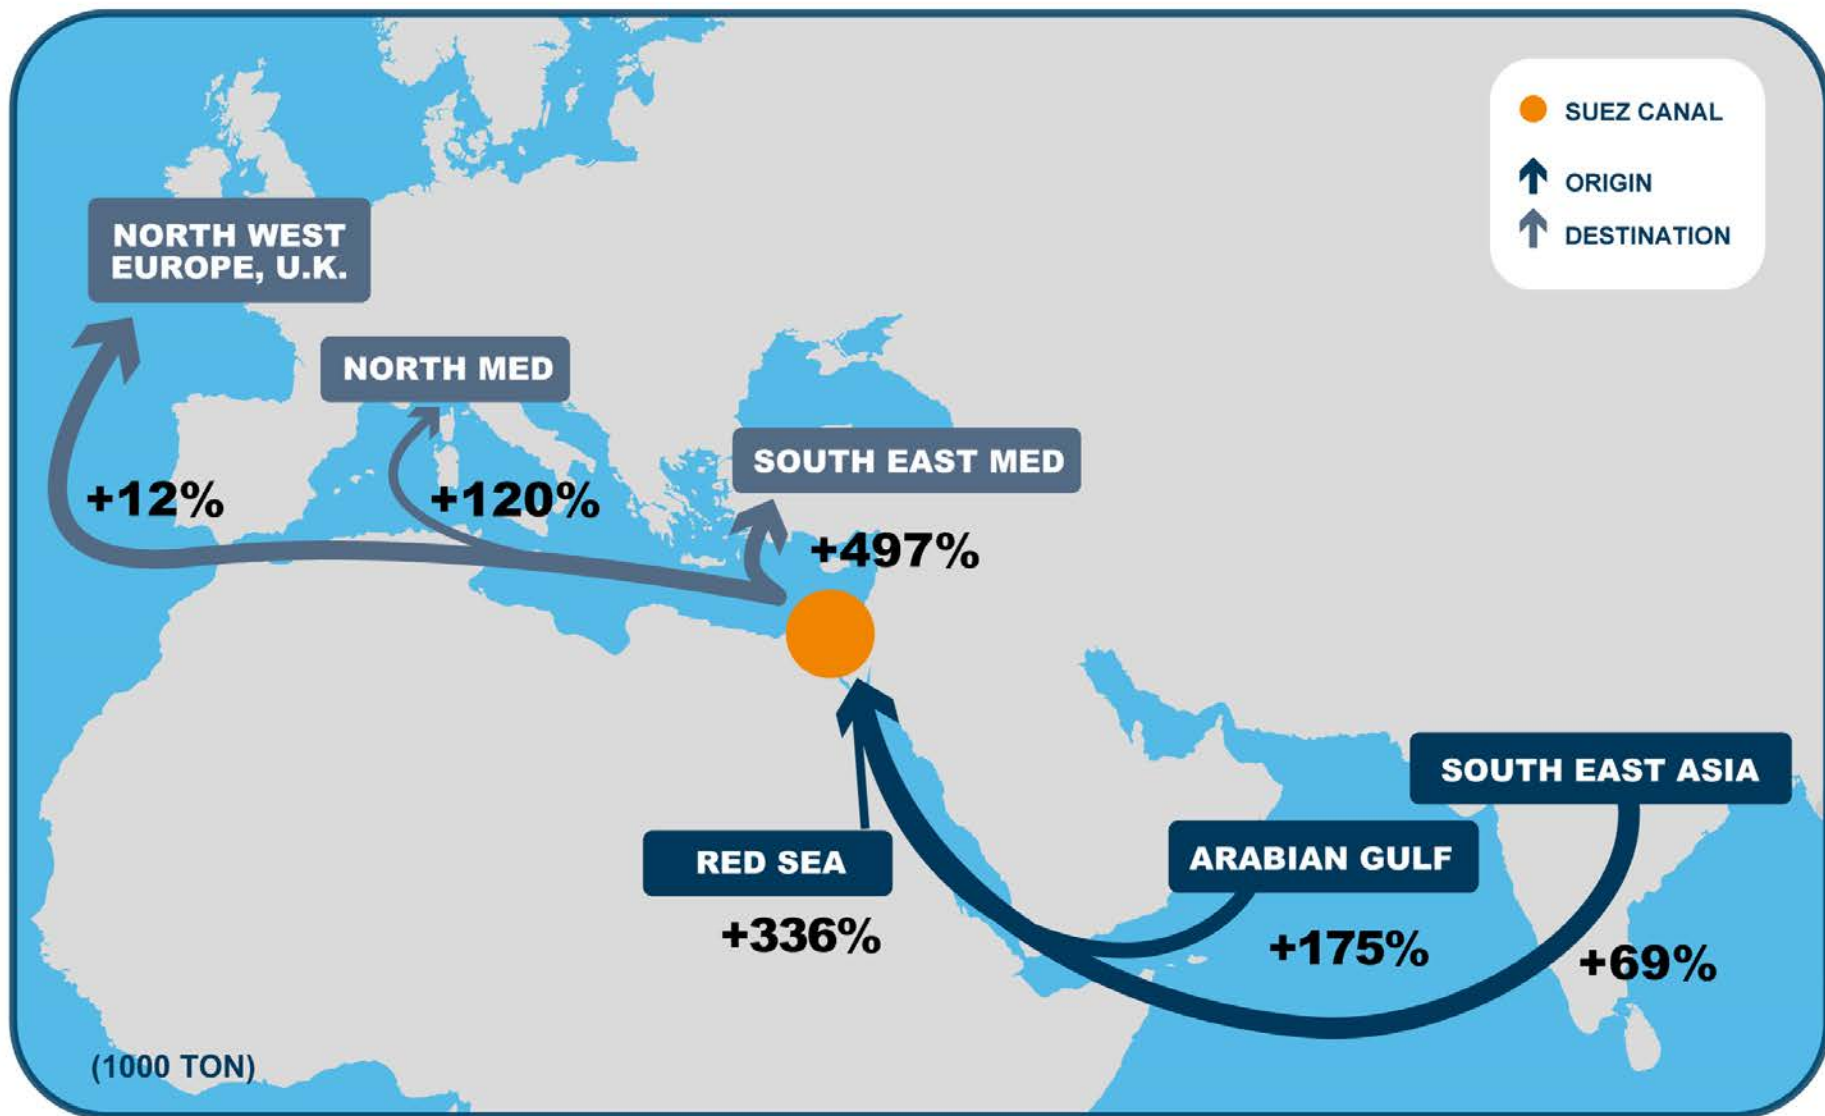 SUEZ CANAL
ORIGIN
DESTINATION
NORTH WEST
EUROPE, U.K.
NORTH MED
SOUTH EAST MED
+12%
+120%
+497%
SOUTH EAST ASIA
RED SEA
ARABIAN GULF
+336%
+175%
+69%
(1000 TON)